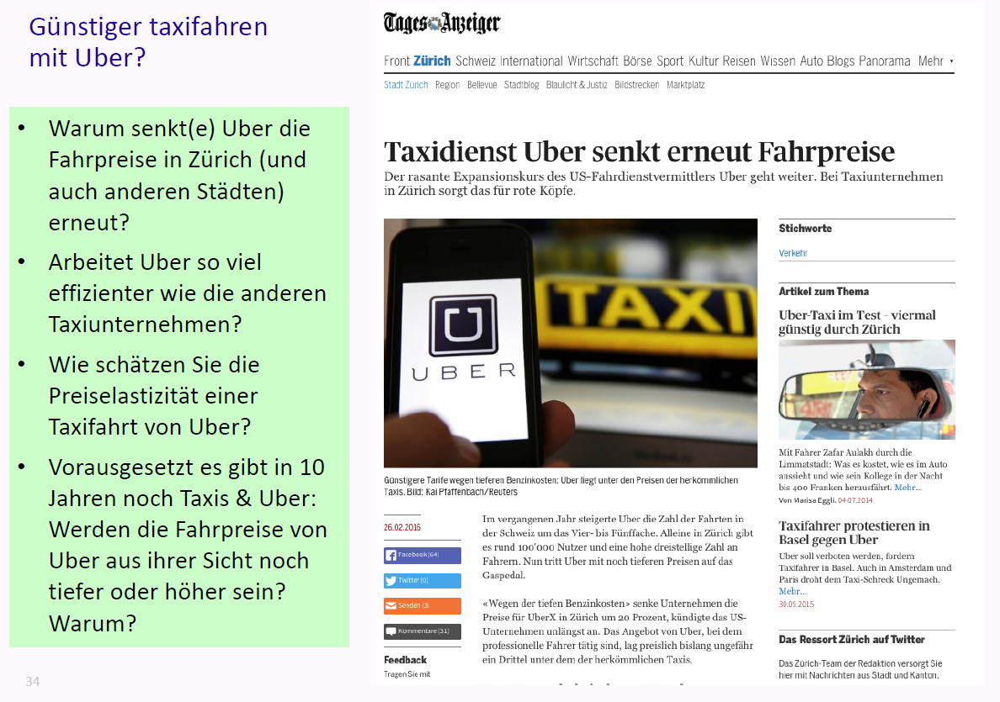 Günstiger taxifahren
mit Uber?
• Warum senkt(e) Uber die
Fahrpreise in Zürich (und
auch anderen Städten)
erneut?
• Arbeitet Uber so viel
effizienter wie die anderen
Taxiunternehmen?
• Wie schätzen Sie die
Preiselastizität einer
Taxifahrt von Uber?
• Vorausgesetzt es gibt in 10
Jahren noch Taxis & Uber:
Werden die Fahrpreise von
Uber aus ihrer Sicht noch
tiefer oder höher sein?
Warum?
34
Tages Anzeiger
Front Zürich Schweiz International Wirtschaft Börse Sport Kultur Reisen Wissen Auto Blogs Panorama Mehr
Stadt Zürich Region Bellevue Stadtblog Blaulicht & Justiz Bildstrecken Marktplatz
Taxidienst Uber senkt erneut Fahrpreise
Der rasante Expansionskurs des US-Fahrdienstvermittlers Uber geht weiter. Bei Taxiunternehmen
in Zürich sorgt das für rote Köpfe.
UBER
TAXI
Günstigere Tarife wegen tieferen Benzinkosten: Uber liegt unter den Preisen der herkömmlichen
Taxis. Bild: Kai Pfaffenbach/Reuters
26.02.2016
Facebook (64)
Twitter (0)
Senden (3)
Kommentare (31)
Feedback
Tragen Sie mit
Im vergangenen Jahr steigerte Uber die Zahl der Fahrten in
der Schweiz um das Vier- bis Fünffache. Alleine in Zürich gibt
es rund 100'000 Nutzer und eine hohe dreistellige Zahl an
Fahrern. Nun tritt Uber mit noch tieferen Preisen auf das
Gaspedal.
«Wegen der tiefen Benzinkosten» senke Unternehmen die
Preise für UberX in Zürich um 20 Prozent, kündigte das US-
Unternehmen unlängst an. Das Angebot von Uber, bei dem
professionelle Fahrer tätig sind, lag preislich bislang ungefähr
ein Drittel unter dem der herkömmlichen Taxis.
Stichworte
Verkehr
Artikel zum Thema
Uber-Taxi im Test – viermal
günstig durch Zürich
Mit Fahrer Zafar Aulakh durch die
Limmatstadt: Was es kostet, wie es im Auto
aussieht und wie sein Kollege in der Nacht
bis 400 Franken herausfährt. Mehr...
Von Marisa Eggli. 04.07.2014
Taxifahrer protestieren in
Basel gegen Uber
Uber soll verboten werden, fordern
Taxifahrer in Basel. Auch in Amsterdam und
Paris droht dem Taxi-Schreck Ungemach.
Mehr...
30.09.2015
Das Ressort Zürich auf Twitter
Das Zürich-Team der Redaktion versorgt Sie
hier mit Nachrichten aus Stadt und Kanton.